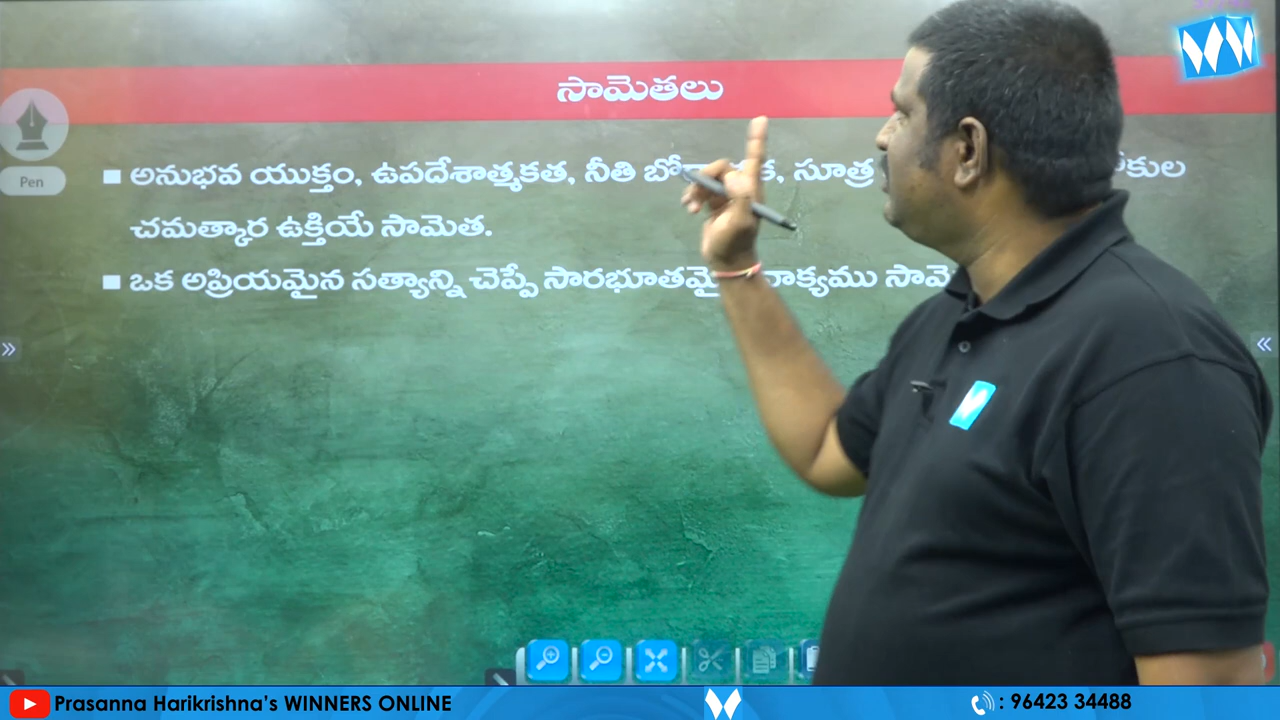 సామెతలు
Pen
■ అనుభవ యుక్తం, ఉపదేశాత్మకత, నీతి సూత్ర
చమత్కార ఉక్తియే సామెత.
■ ఒక అప్రియమైన సత్యాన్ని చెప్పే సారభూతమై
Prasanna Harikrishna's WINNERS ONLINE
: 96423 34488